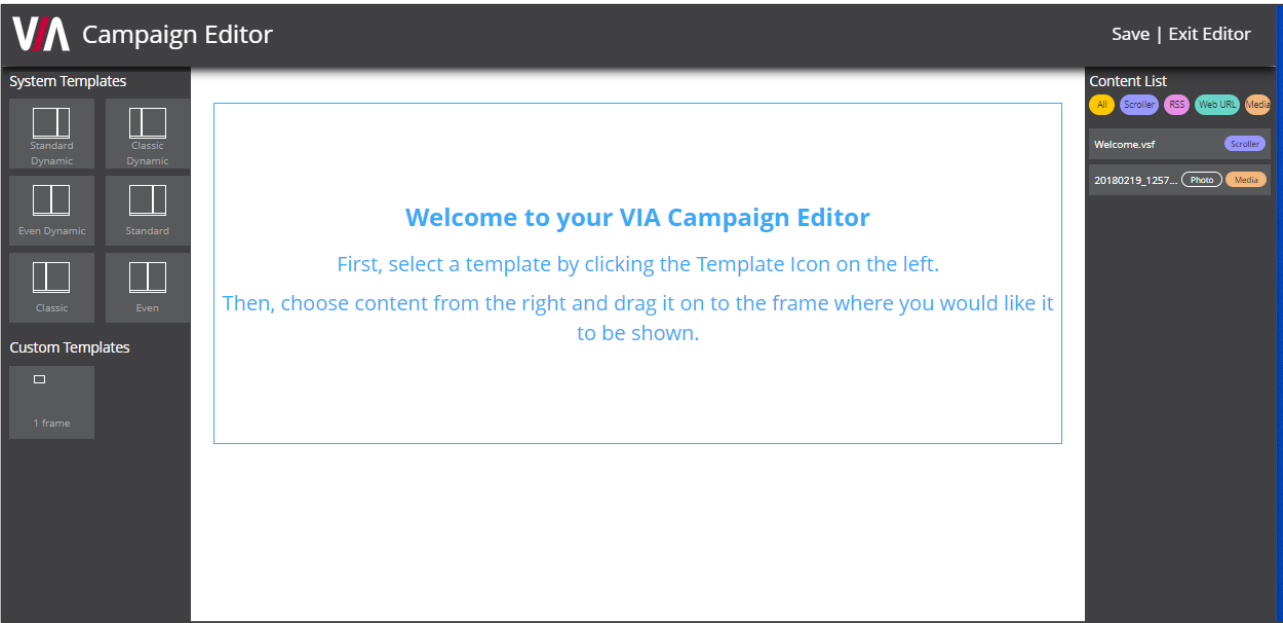 VIA Campaign Editor
Save | Exit Editor
System Templates
Standard
Dynamic
Classic
Dynamic
Even Dynamic
Standard
Classic
Even
Custom Templates
1 frame
Welcome to your VIA Campaign Editor
First, select a template by clicking the Template Icon on the left.
Then, choose content from the right and drag it on to the frame where you would like it
to be shown.
Content List
All Scroller RSS Web URL Media
Welcome.vsf Scroller
20180219_1257... Photo Media